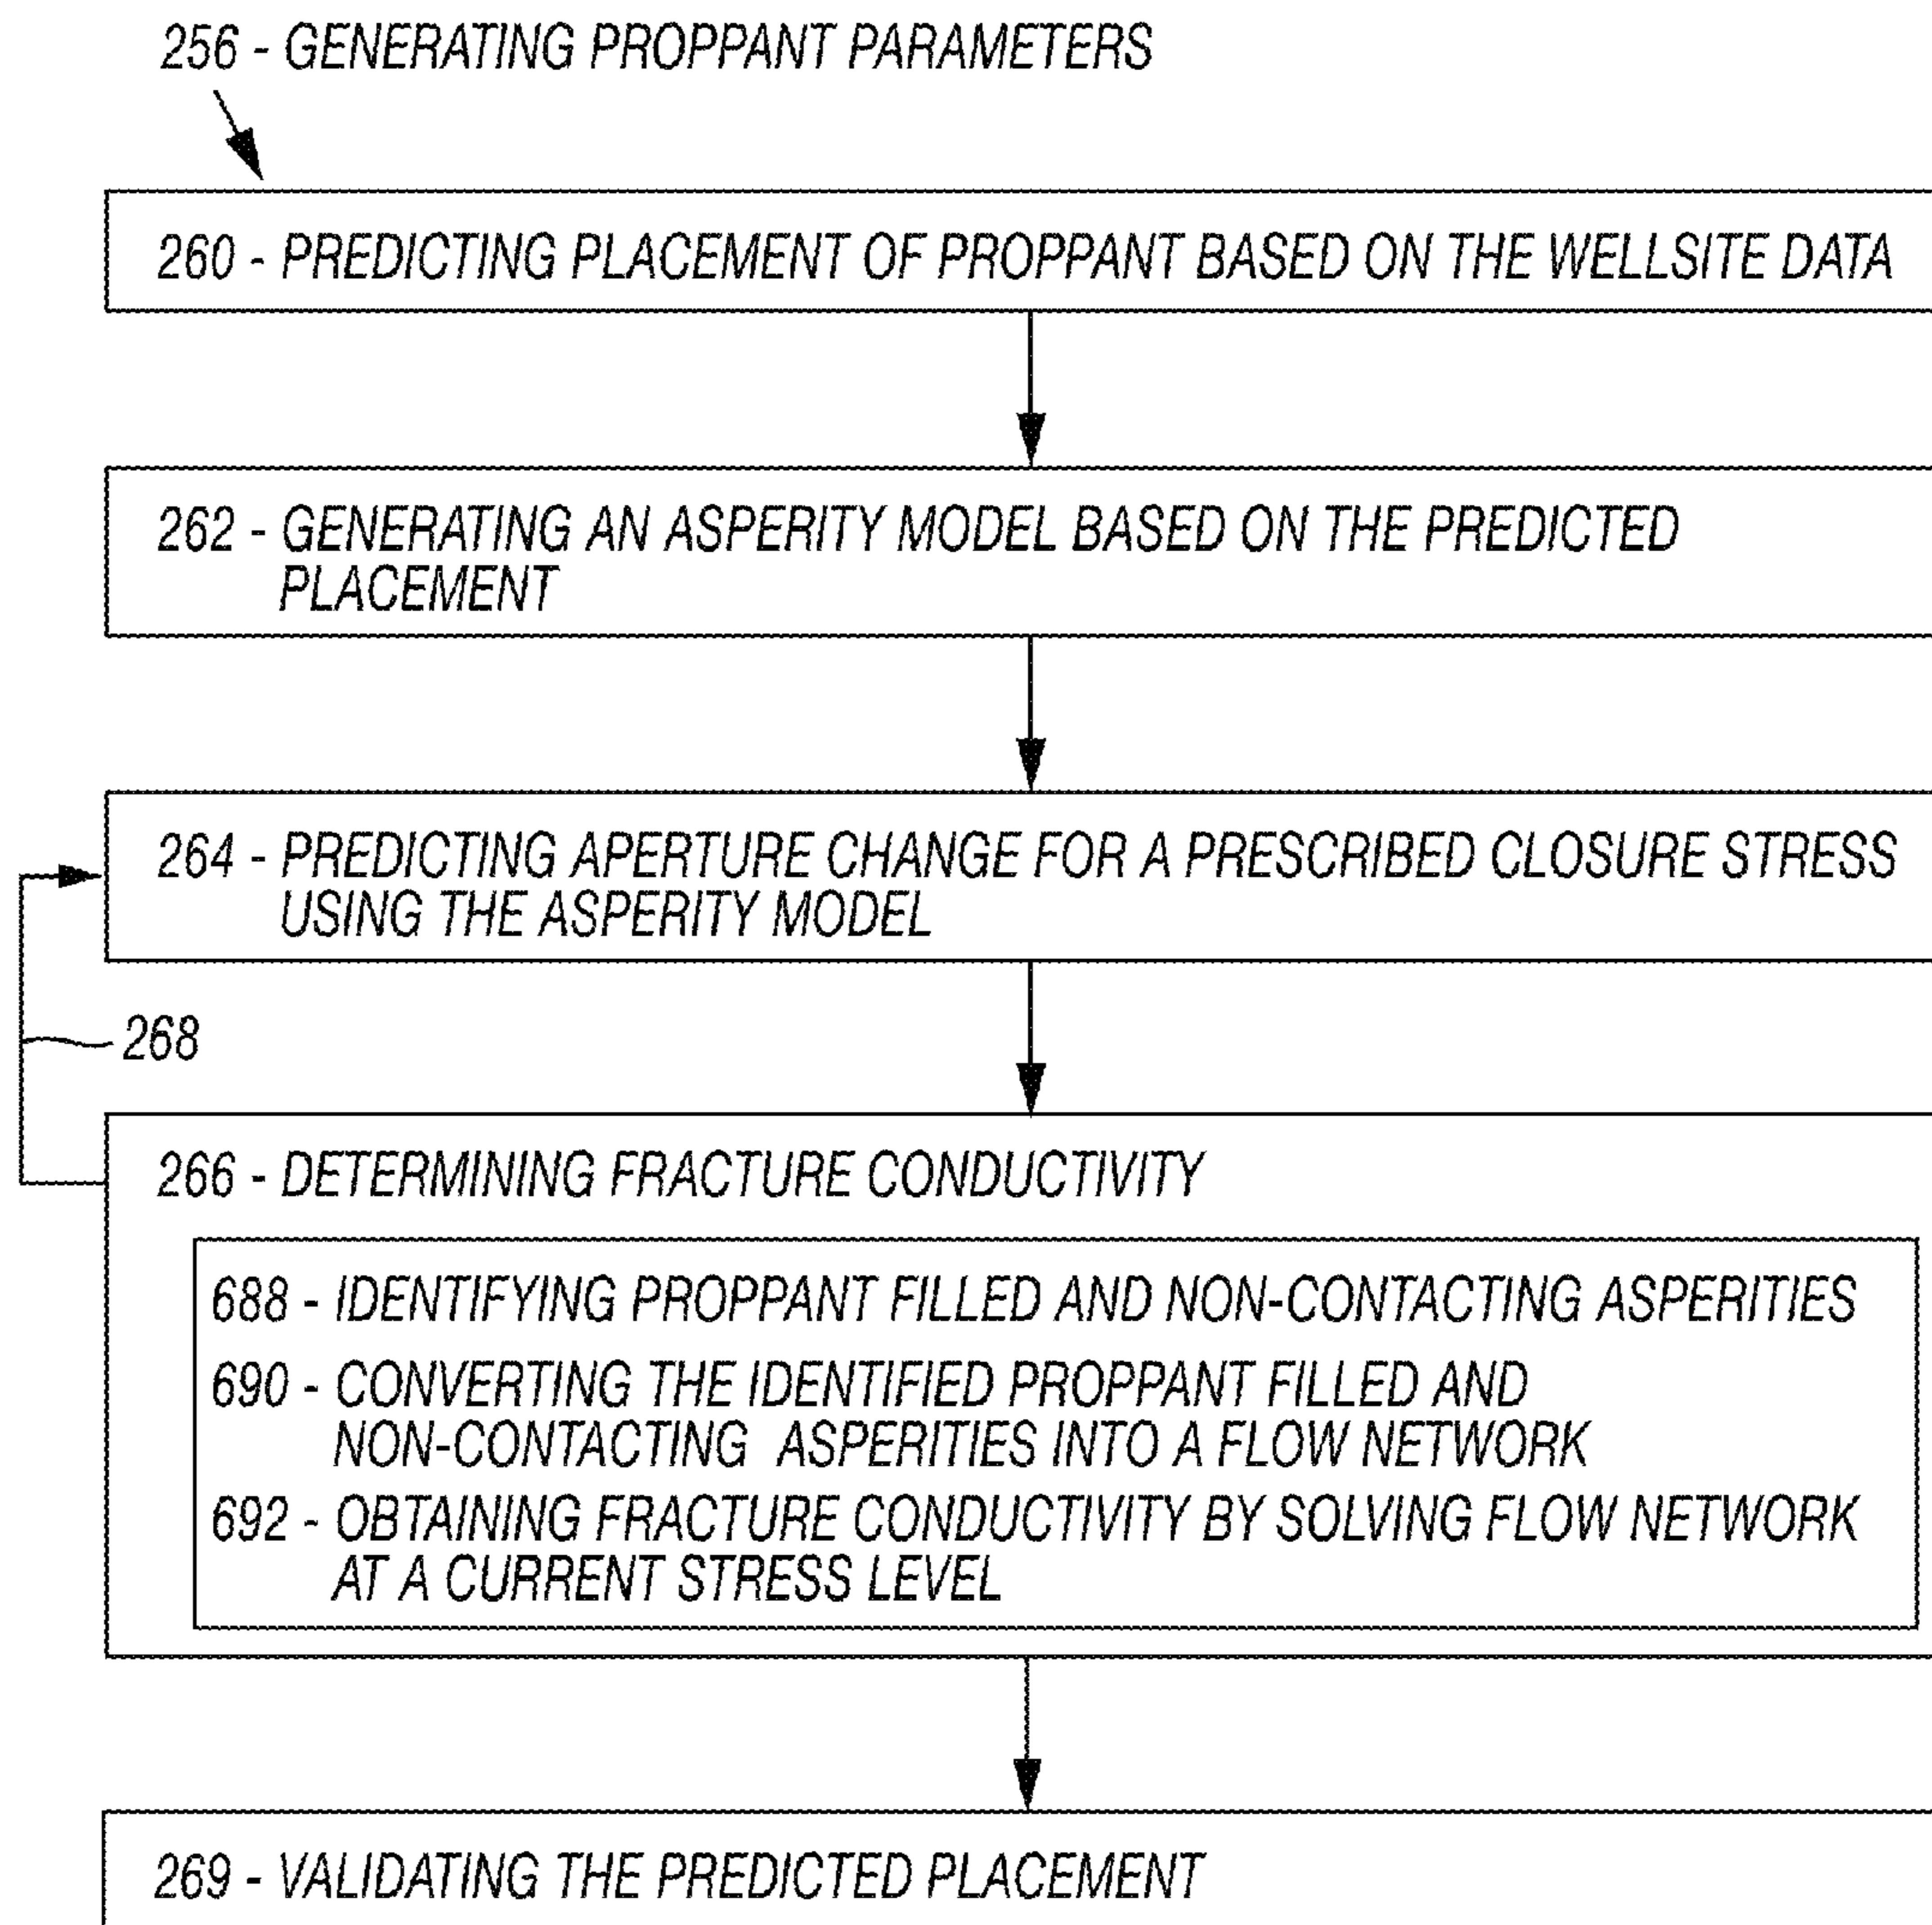 256 - GENERATING PROPPANT PARAMETERS
260 - PREDICTING PLACEMENT OF PROPPANT BASED ON THE WELLSITE DATA
262 - GENERATING AN ASPERITY MODEL BASED ON THE PREDICTED
PLACEMENT
264 - PREDICTING APERTURE CHANGE FOR A PRESCRIBED CLOSURE STRESS
USING THE ASPERITY MODEL
268
266 - DETERMINING FRACTURE CONDUCTIVITY
688 - IDENTIFYING PROPPANT FILLED AND NON-CONTACTING ASPERITIES
690 - CONVERTING THE IDENTIFIED PROPPANT FILLED AND
NON-CONTACTING ASPERITIES INTO A FLOW NETWORK
692 - OBTAINING FRACTURE CONDUCTIVITY BY SOLVING FLOW NETWORK
AT A CURRENT STRESS LEVEL
269 - VALIDATING THE PREDICTED PLACEMENT